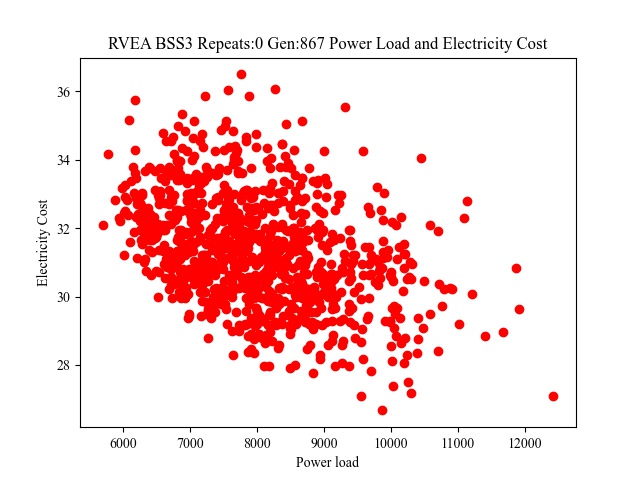 RVEA BSS3 Repeats:0 Gen:867 Power Load and Electricity Cost
36
34
32
30
28
Electricity Cost
6000 7000 8000 9000 10000 11000 12000
Power load